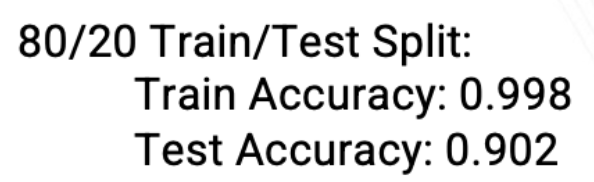 80/20 Train/Test Split:
Train Accuracy: 0.998
Test Accuracy: 0.902